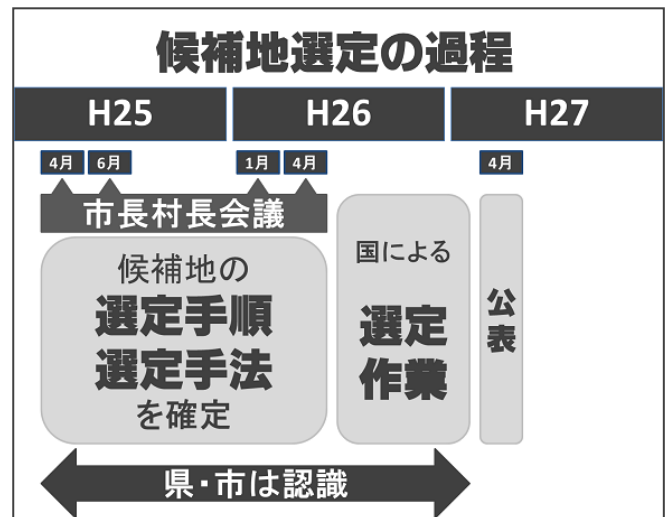 候補地選定の過程
H25 H26 H27
4月 6月 1月 4月 4月
市長村長会議
候補地の
選定手順
選定手法
を確定
国による
選定
作業
公表
県・市は認識